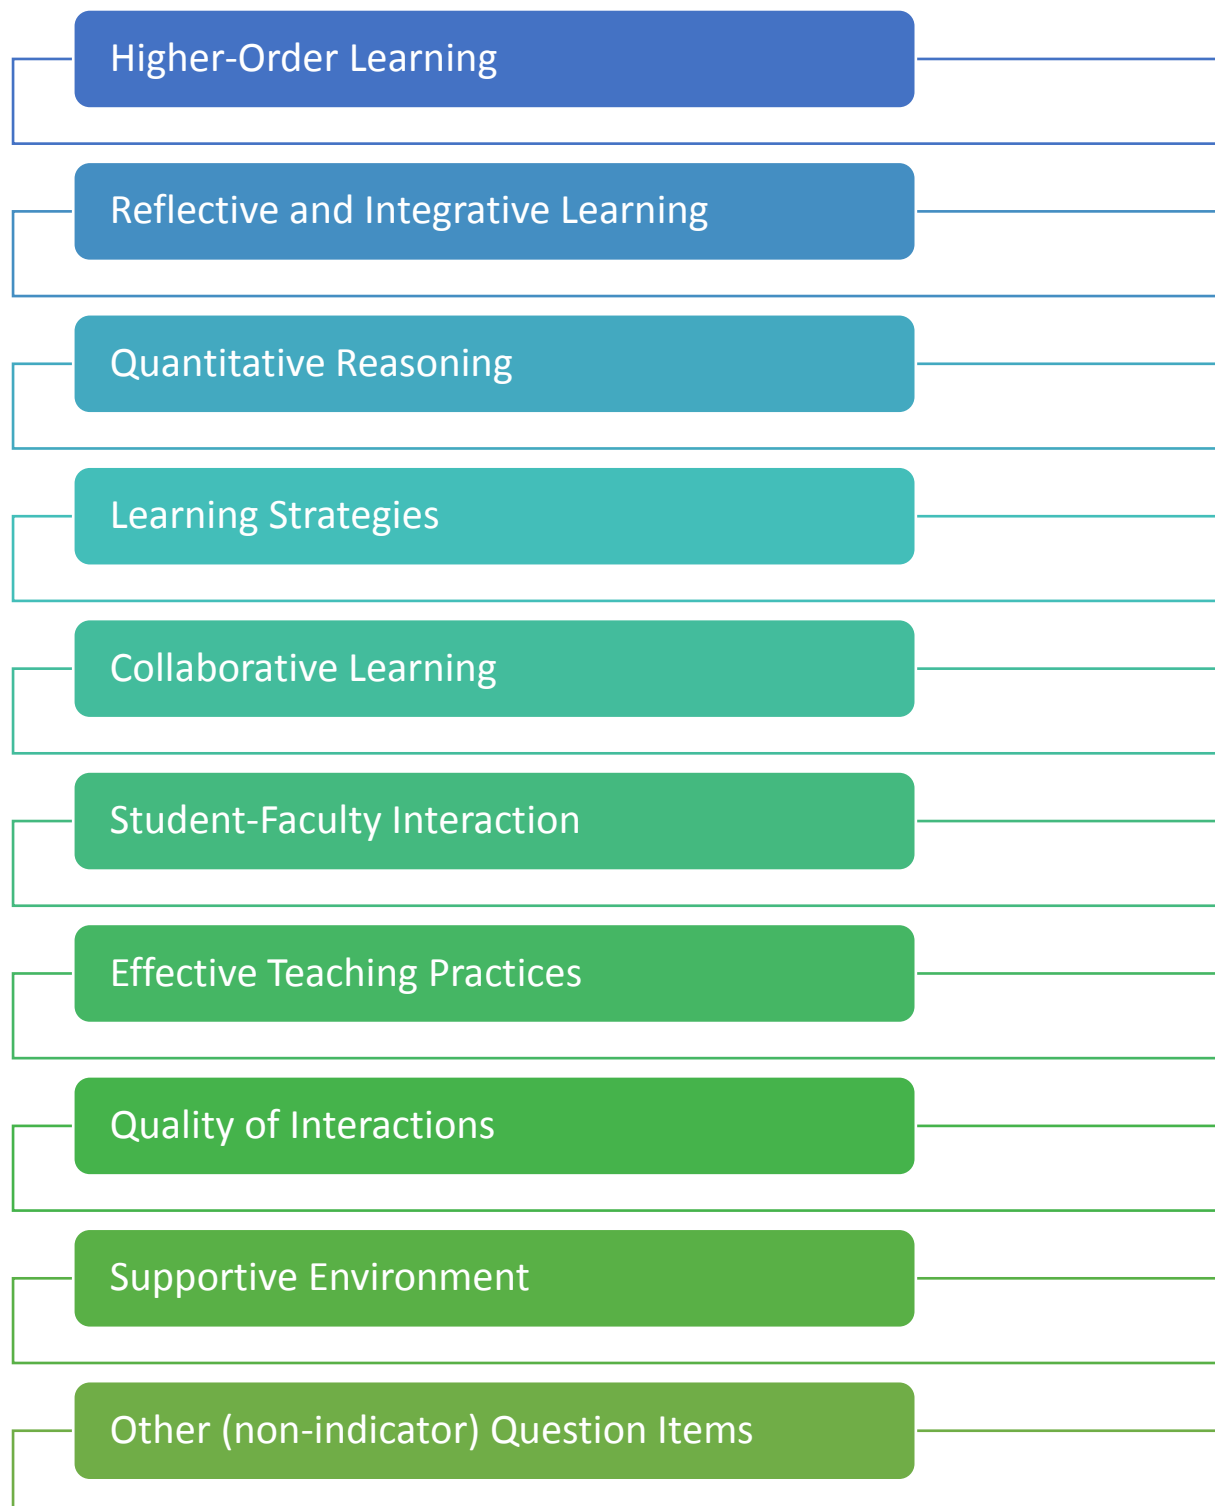 Higher-Order Learning
Reflective and Integrative Learning
Quantitative Reasoning
Learning Strategies
Collaborative Learning
Student-Faculty Interaction
Effective Teaching Practices
Quality of Interactions
Supportive Environment
Other (non-indicator) Question Items